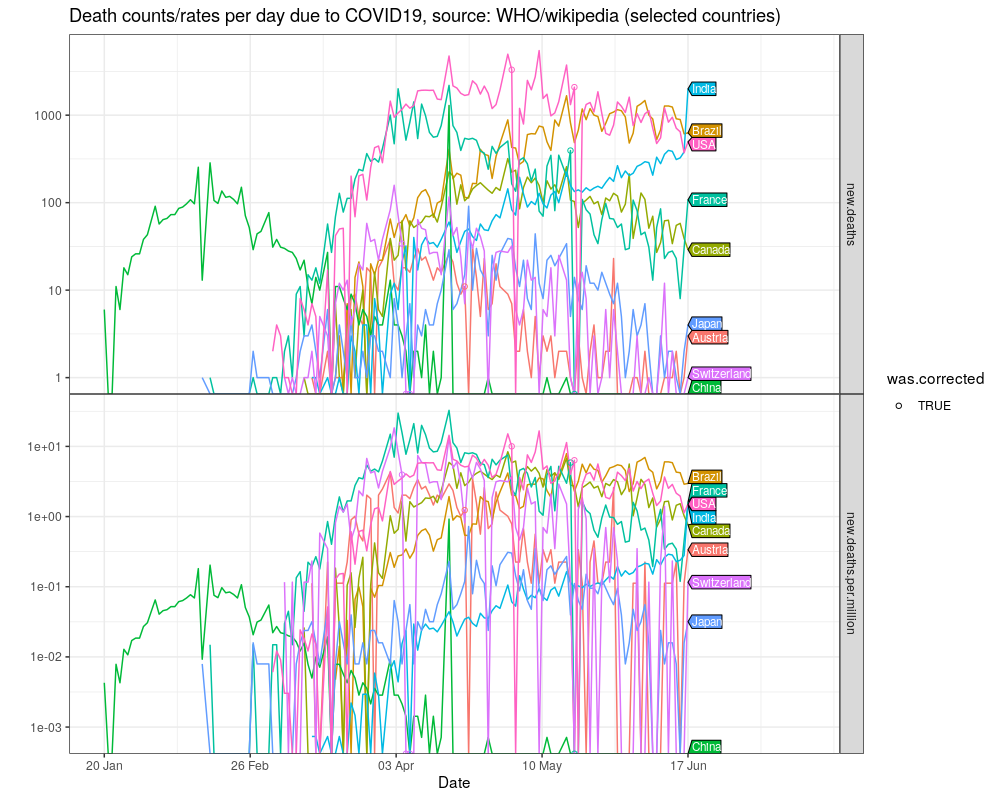 Death counts/rates per day due to COVID19, source: WHO/wikipedia (selected countries)
1000
100
10
1
India
Brazil
USA
France
Canada
Japan
Austria
Switzerland
China
new.deaths
was.corrected
TRUE
1e+01
1e+00
1e-01
1e-02
1e-03
Brazil
France
USA
India
Canada
Austria
Switzerland
Japan
China
new.deaths.per.million
20 Jan
26 Feb
03 Apr
10 May
17 Jun
Date